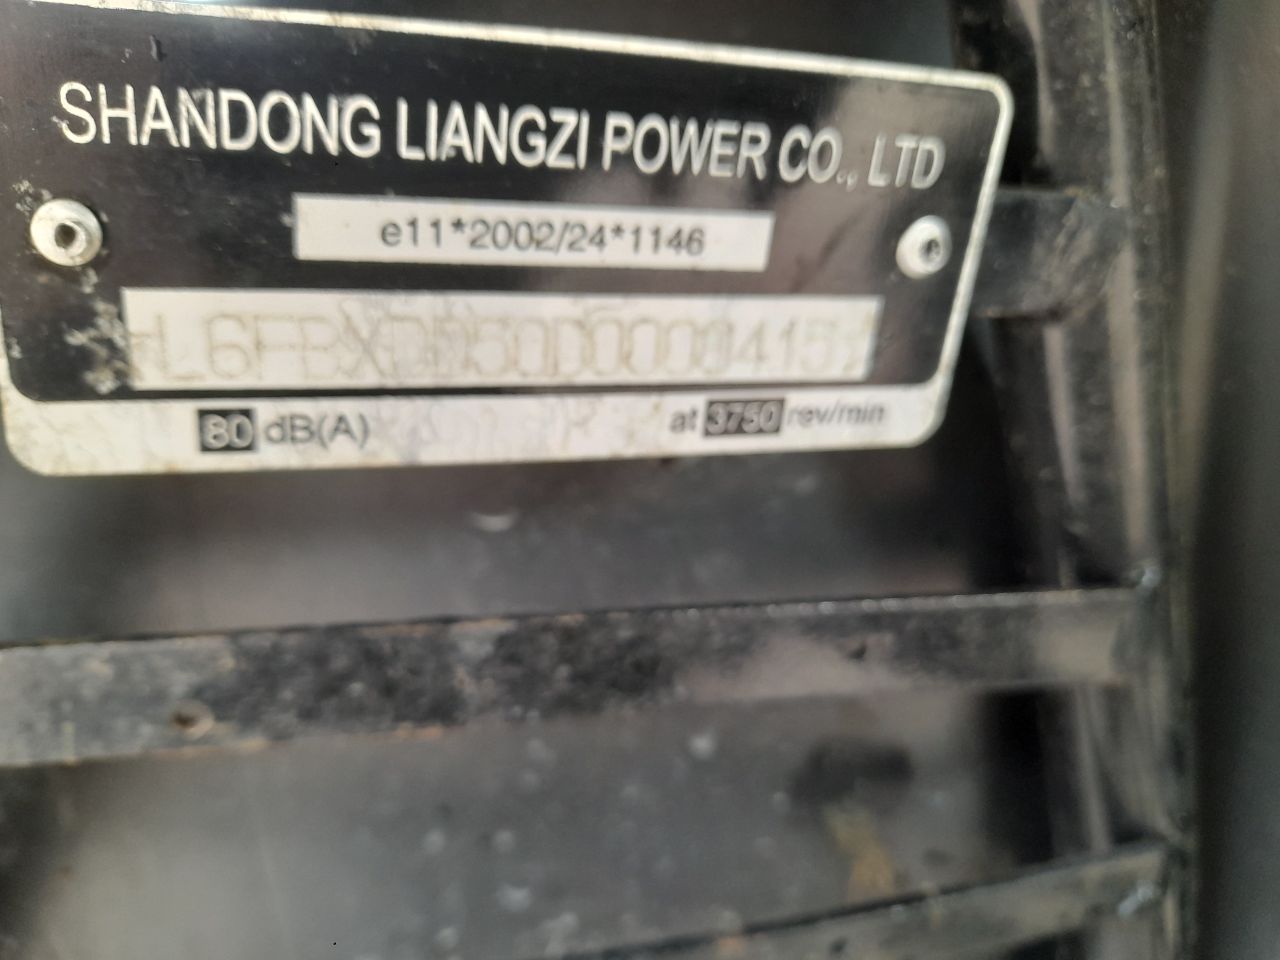 SHANDONG LIANGZI POWER CO., LTD
e11*2002/24*1146
80 dB(A) at 3750 rev/min